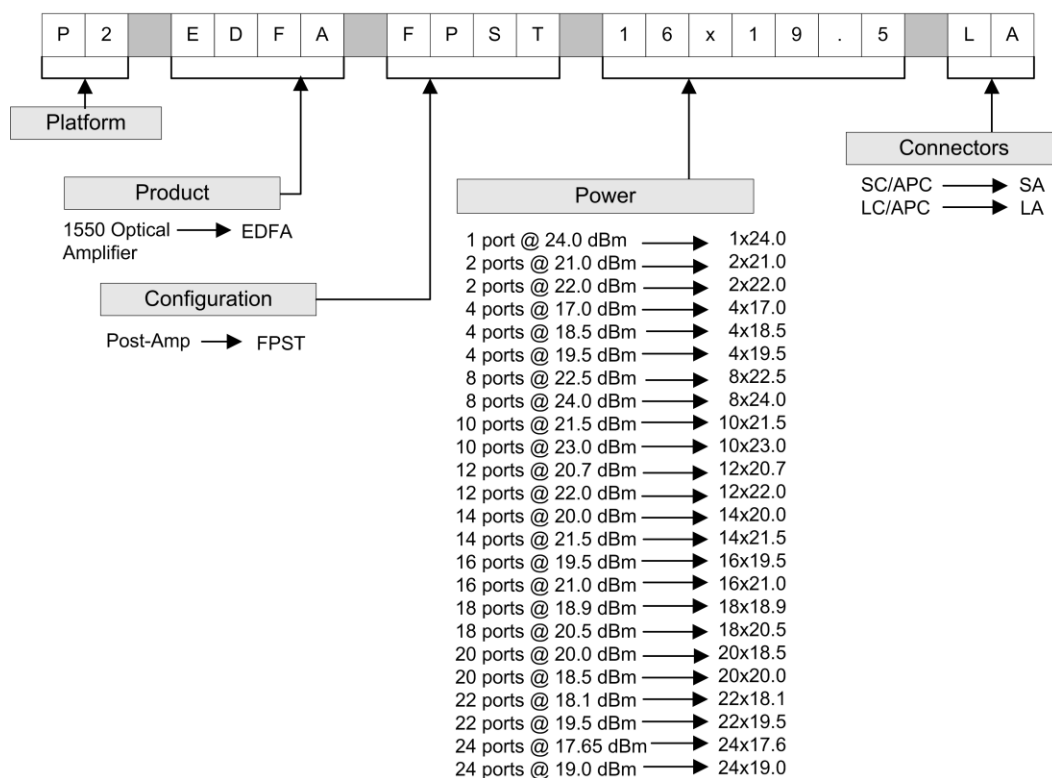 P 2 E D F A F P S T 1 6 x 1 9 . 5 L A
Platform
Product
1550 Optical Amplifier EDFA
Configuration
Post-Amp FPST
Power
1 port @ 24.0 dBm 1x24.0
2 ports @ 21.0 dBm 2x21.0
2 ports @ 22.0 dBm 2x22.0
4 ports @ 17.0 dBm 4x17.0
4 ports @ 18.5 dBm 4x18.5
4 ports @ 19.5 dBm 4x19.5
8 ports @ 22.5 dBm 8x22.5
8 ports @ 24.0 dBm 8x24.0
10 ports @ 21.5 dBm 10x21.5
10 ports @ 23.0 dBm 10x23.0
12 ports @ 20.7 dBm 12x20.7
12 ports @ 22.0 dBm 12x22.0
14 ports @ 20.0 dBm 14x20.0
14 ports @ 21.5 dBm 14x21.5
16 ports @ 19.5 dBm 16x19.5
16 ports @ 21.0 dBm 16x21.0
18 ports @ 18.9 dBm 18x18.9
18 ports @ 20.5 dBm 18x20.5
20 ports @ 20.0 dBm 20x18.5
20 ports @ 18.5 dBm 20x20.0
22 ports @ 18.1 dBm 22x18.1
22 ports @ 19.5 dBm 22x19.5
24 ports @ 17.65 dBm 24x17.6
24 ports @ 19.0 dBm 24x19.0
Connectors
SC/APC SA
LC/APC LA